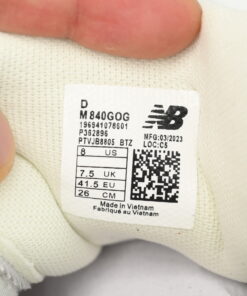 D
M840GOG
196941078601
P362896
PTVJB8805 BTZ
MFG:03/2023
LOC:C5
8 US
7.5 UK
41.5 EU
26 CM
Made in Vietnam
Fabriqué au Vietnam